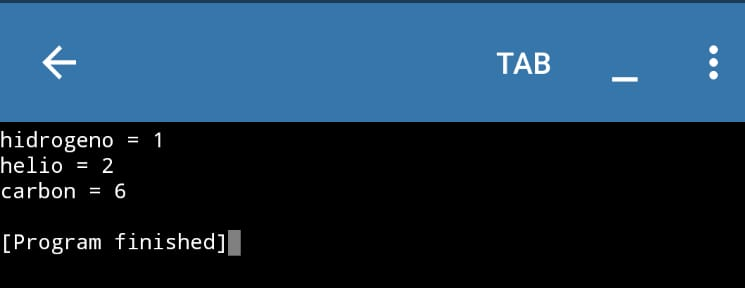 TAB
hidrogeno = 1
helio = 2
carbon = 6
[Program finished]